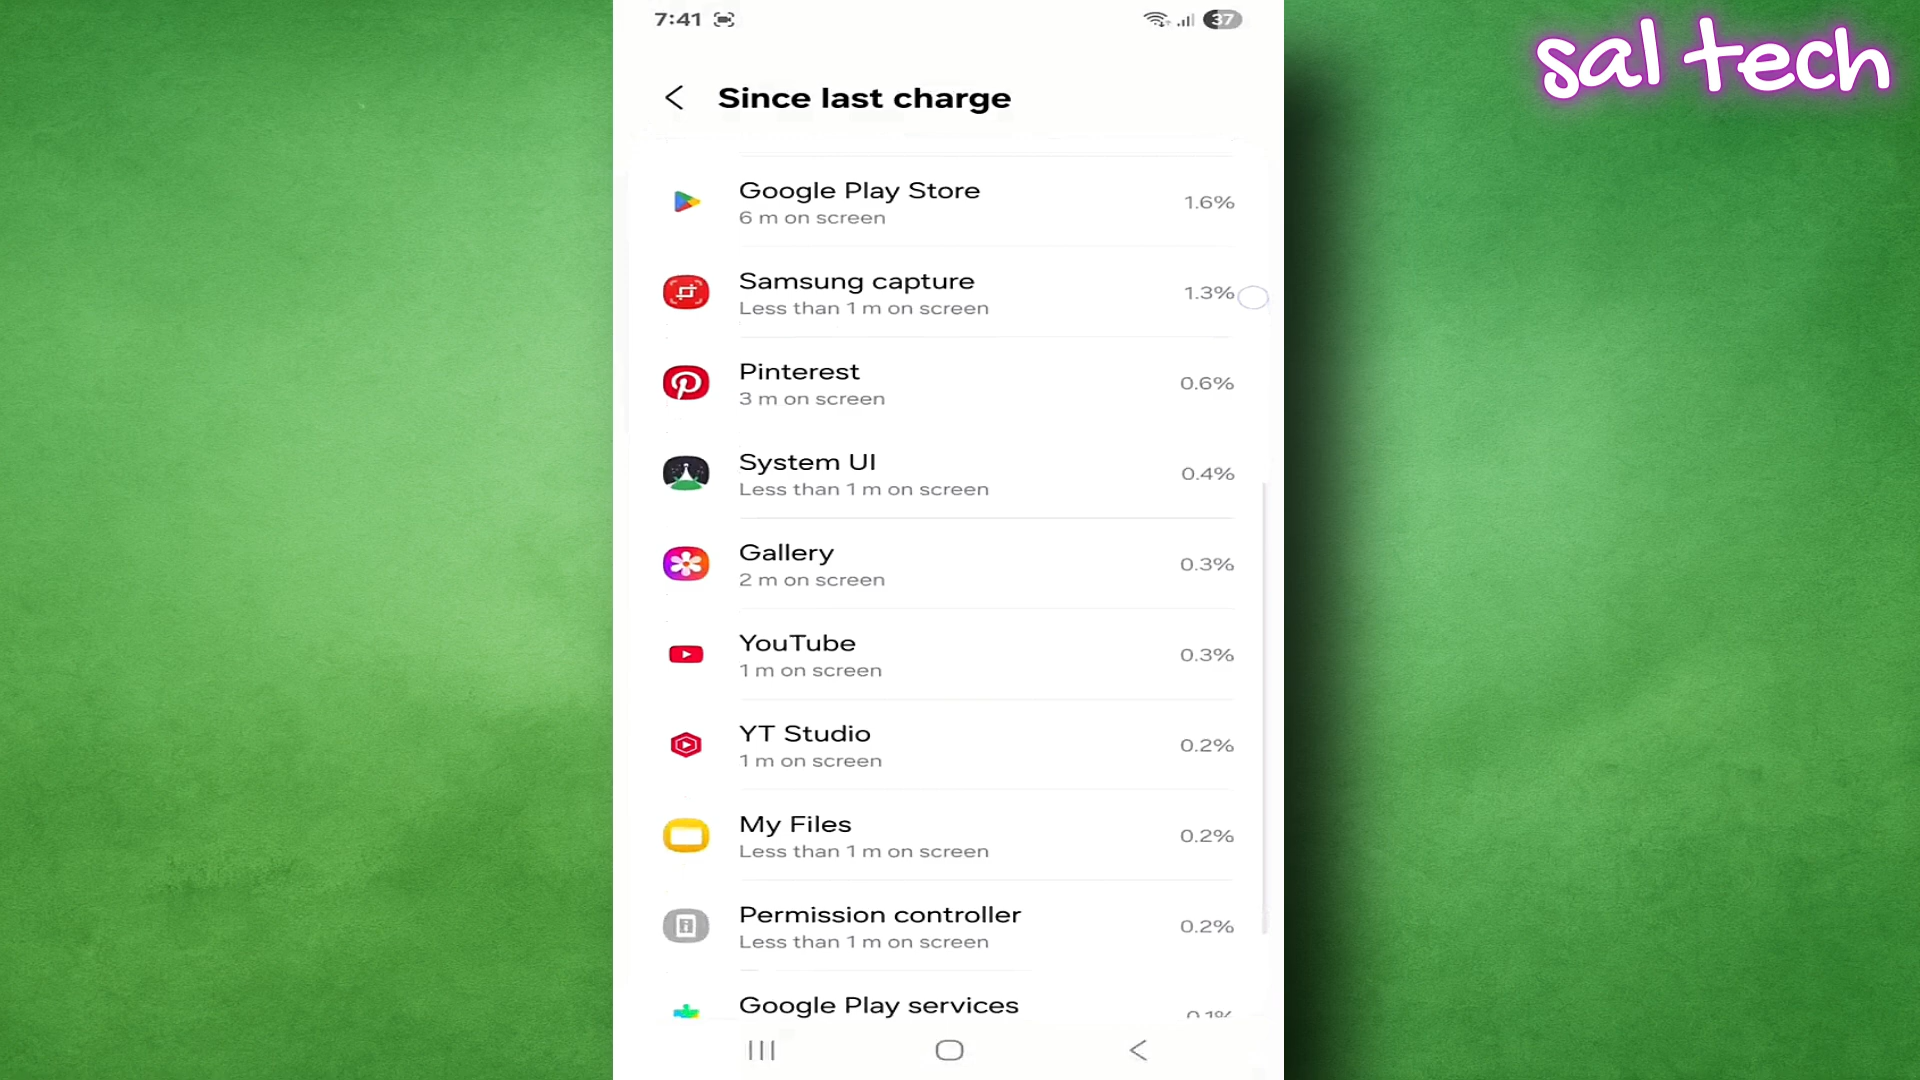 7:41
37
sal tech
Since last charge
Google Play Store
6 m on screen
1.6%
Samsung capture
Less than 1 m on screen
1.3%
Pinterest
3 m on screen
0.6%
System UI
Less than 1 m on screen
0.4%
Gallery
2 m on screen
0.3%
YouTube
1 m on screen
0.3%
YT Studio
1 m on screen
0.2%
My Files
Less than 1 m on screen
0.2%
Permission controller
Less than 1 m on screen
0.2%
Google Play services
0.1%